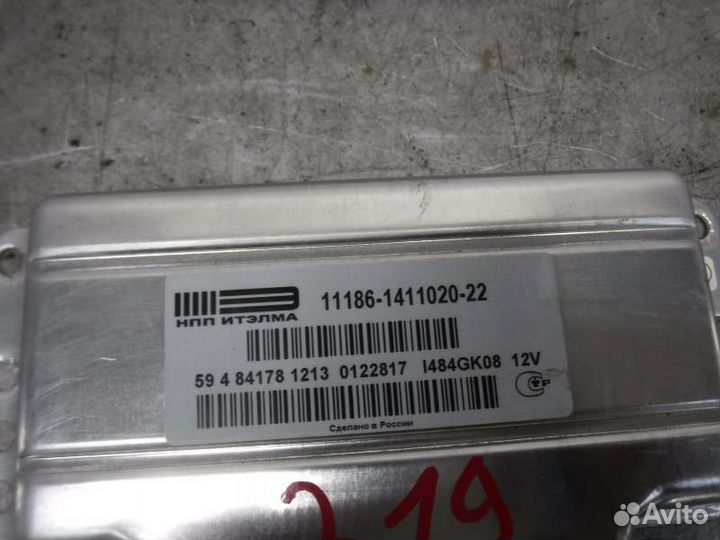 НПП ИТЭЛМА
11186-1411020-22
59 4 84178 1213 0122817 I484GK08 12V
Сделано в России
219
Avito